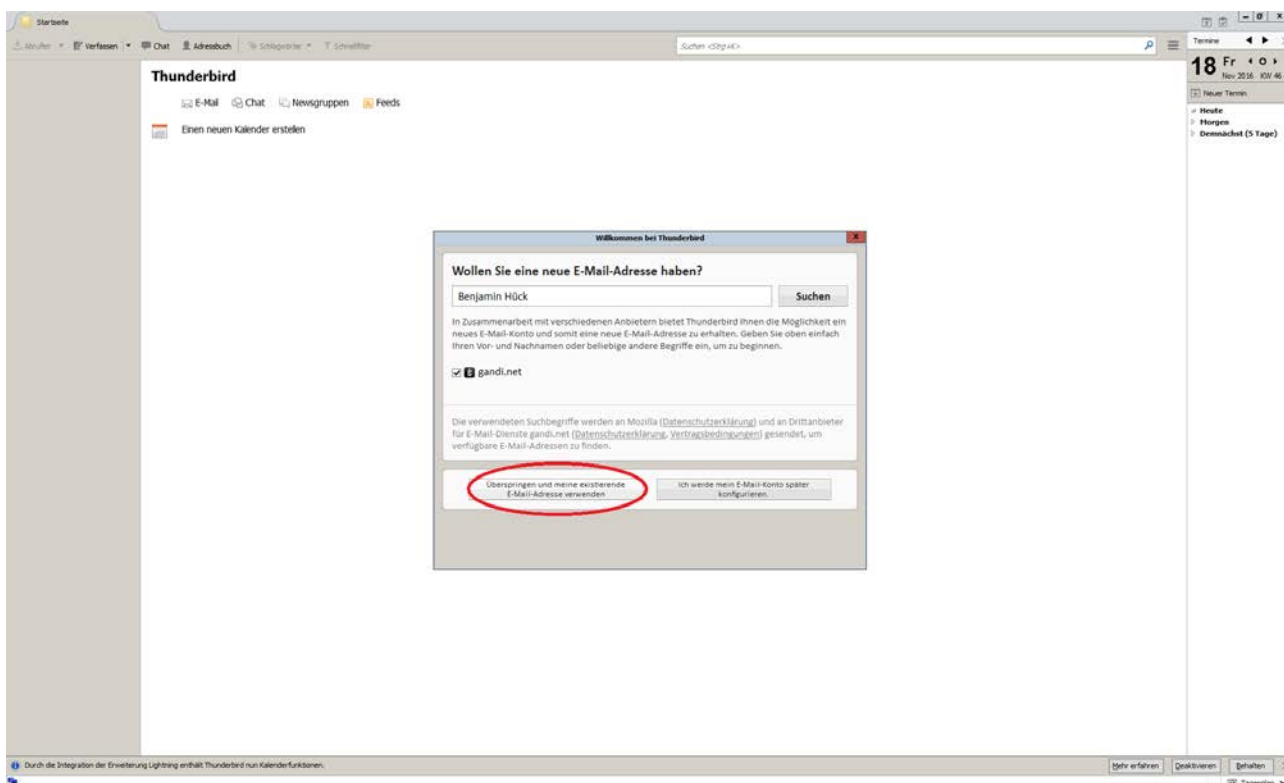 Startseite
Abrufen Verfassen Chat Adressbuch Schlagwörter Schnellfilter
Suchen <Strg+K>
Termine
18 Fr
Nov 2016 KW 46
Neuer Termin
Heute
Morgen
Demnächst (5 Tage)
Thunderbird
E-Mail Chat Newsgruppen Feeds
Einen neuen Kalender erstellen
Willkommen bei Thunderbird
Wollen Sie eine neue E-Mail-Adresse haben?
Benjamin Hück Suchen
In Zusammenarbeit mit verschiedenen Anbietern bietet Thunderbird Ihnen die Möglichkeit ein
neues E-Mail-Konto und somit eine neue E-Mail-Adresse zu erhalten. Geben Sie oben einfach
Ihren Vor- und Nachnamen oder beliebige andere Begriffe ein, um zu beginnen.
gandi.net
Die verwendeten Suchbegriffe werden an Mozilla (Datenschutzerklärung) und an Drittanbieter
für E-Mail-Dienste gandi.net (Datenschutzerklärung, Vertragsbedingungen) gesendet, um
verfügbare E-Mail-Adressen zu finden.
Überspringen und meine existierende
E-Mail-Adresse verwenden
Ich werde mein E-Mail-Konto später
konfigurieren.
Durch die Integration der Erweiterung Lightning enthält Thunderbird nun Kalenderfunktionen. Mehr erfahren Deaktivieren Behalten
Tagesplan